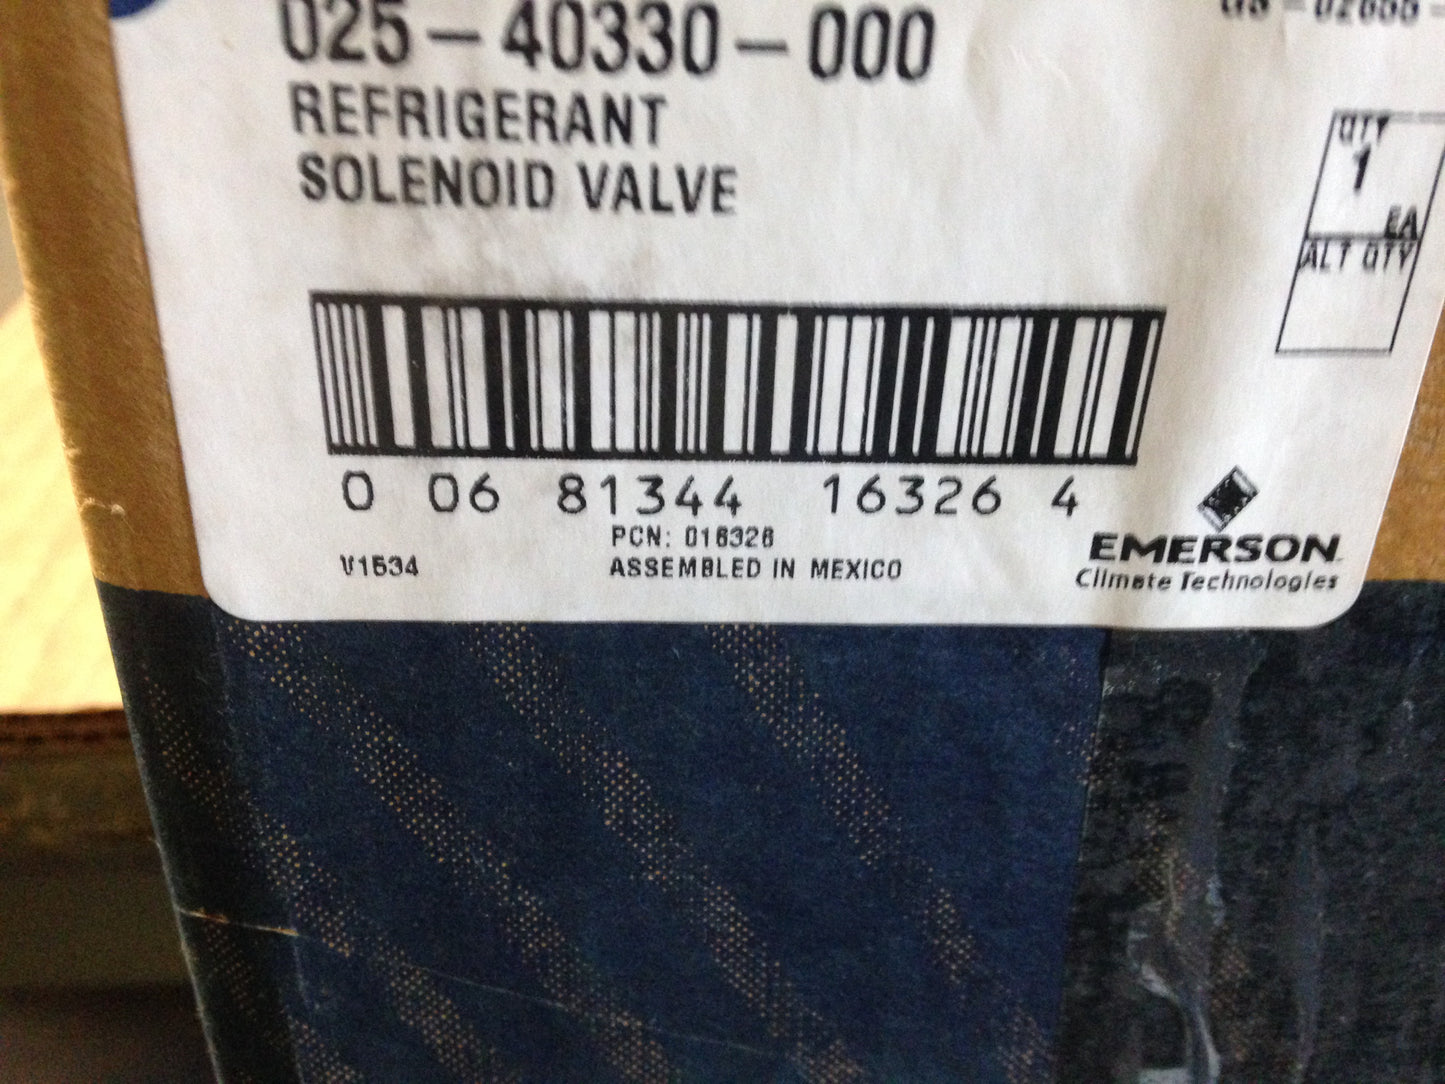 025-40330-000
REFRIGERANT
SOLENOID VALVE
QTY
1
EA
ALT QTY
0 06 81344 16326 4
PCN: 016326
V1534
ASSEMBLED IN MEXICO
EMERSON
Climate Technologies